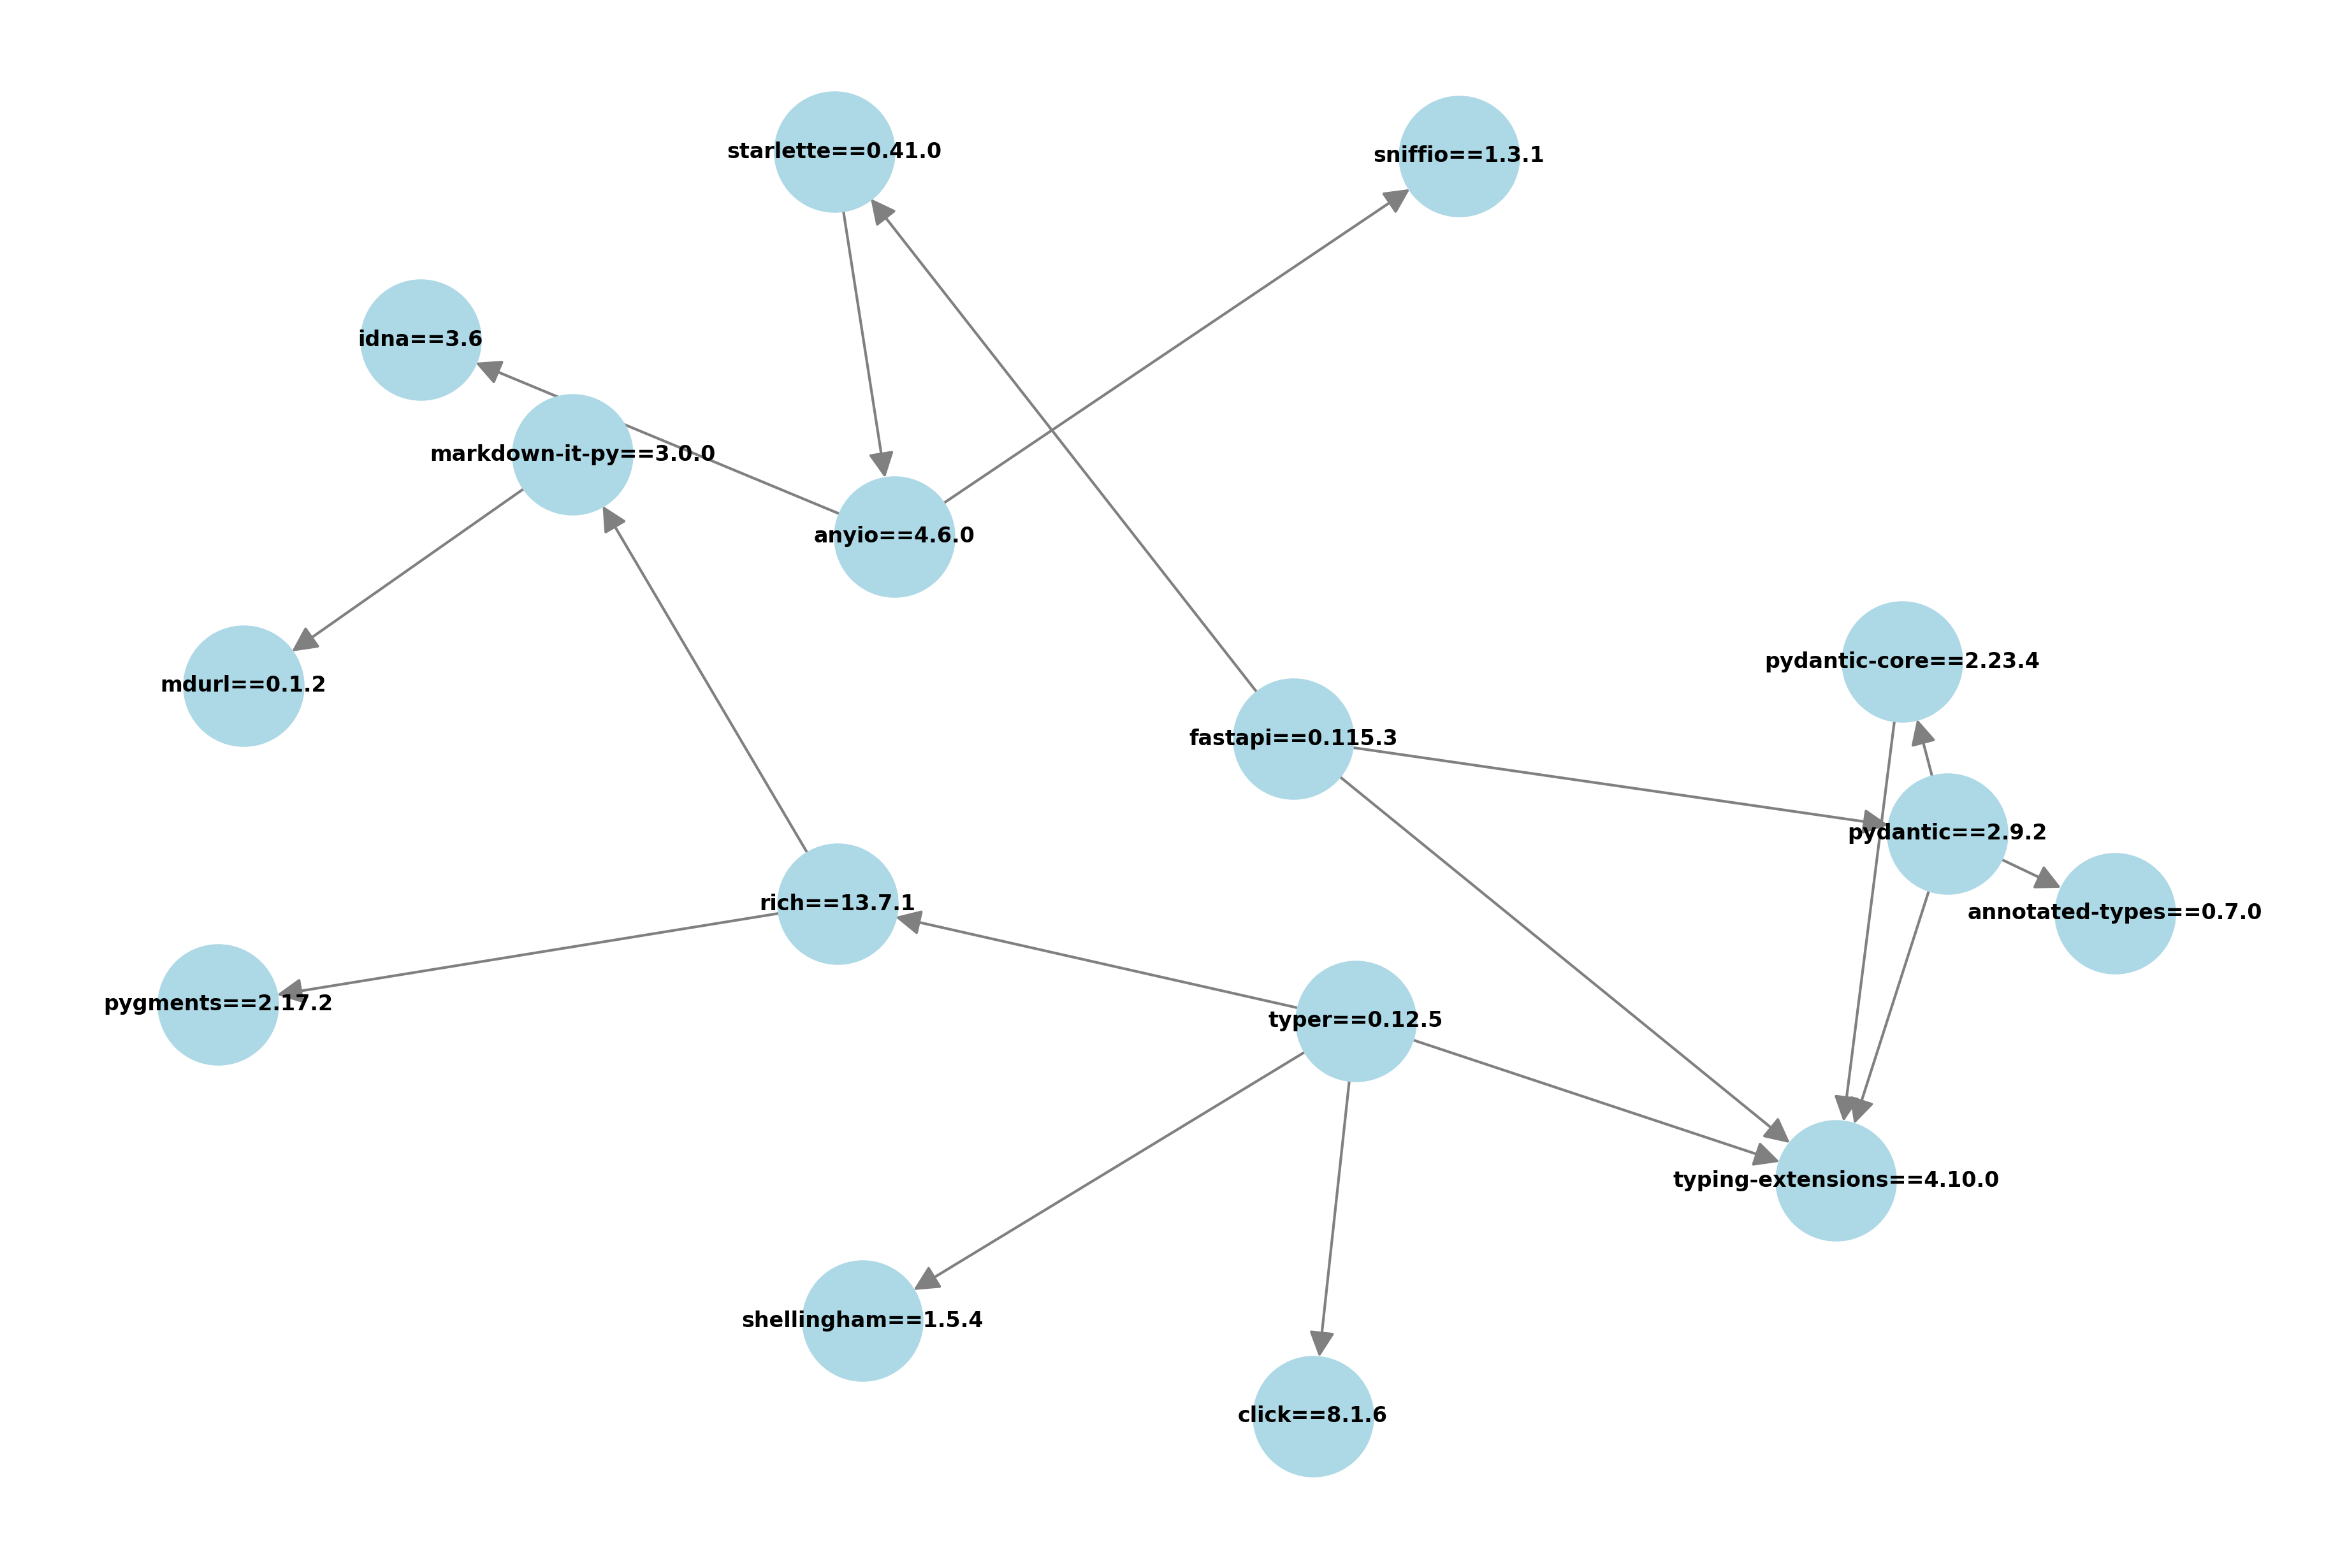 starlette==0.41.0
sniffio==1.3.1
idna==3.6
markdown-it-py==3.0.0
anyio==4.6.0
pydantic-core==2.23.4
mdurl==0.1.2
fastapi==0.115.3
pydantic==2.9.2
rich==13.7.1
annotated-types==0.7.0
pygments==2.17.2
typer==0.12.5
typing-extensions==4.10.0
shellingham==1.5.4
click==8.1.6